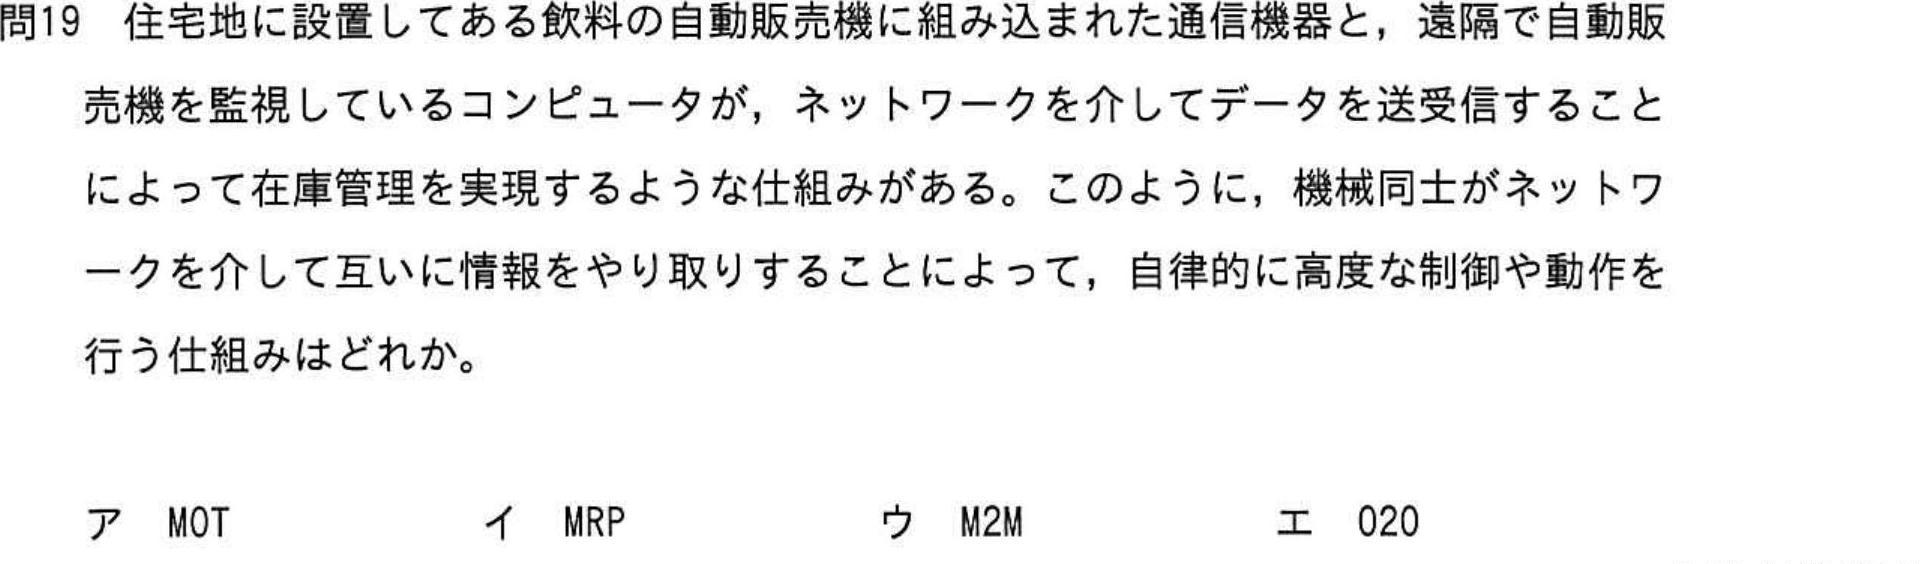 問19　住宅地に設置してある飲料の自動販売機に組み込まれた通信機器と，遠隔で自動販
売機を監視しているコンピュータが，ネットワークを介してデータを送受信すること
によって在庫管理を実現するような仕組みがある。このように，機械同士がネットワ
ークを介して互いに情報をやり取りすることによって，自律的に高度な制御や動作を
行う仕組みはどれか。
ア　MOT　イ　MRP　ウ　M2M　エ　O2O